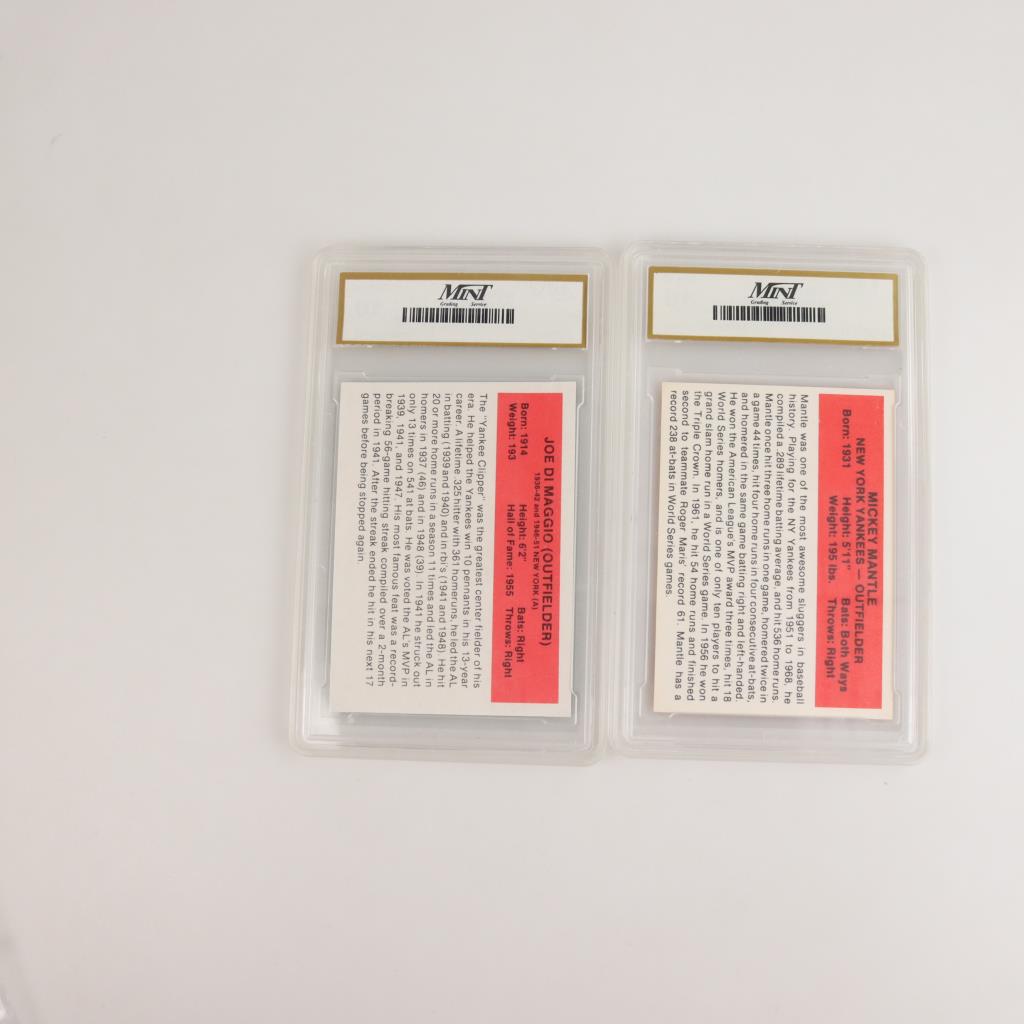 MINT
Grading Service
JOE DI MAGGIO (OUTFIELDER)
1936-42 and 1946-51 NEW YORK (A)
Born: 1914 Height: 6'2" Bats: Right
Weight: 193 Hall of Fame: 1955 Throws: Right
The "Yankee Clipper" was the greatest center fielder of his
era. He helped the Yankees win 10 pennants in his 13-year
career. A lifetime .325 hitter with 361 homeruns, he led the AL
in batting (1939 and 1940) and in rbi's (1941 and 1948). He hit
20 or more home runs in a season 11 times and led the AL in
homers in 1937 (46) and in 1948 (39). In 1941 he struck out
only 13 times on 541 at bats. He was voted the AL's MVP in
1939, 1941, and 1947. His most famous feat was a record-
breaking 56-game hitting streak compiled over a 2-month
period in 1941. After the streak ended he hit in his next 17
games before being stopped again.
MINT
Grading Service
MICKEY MANTLE
NEW YORK YANKEES — OUTFIELDER
Born: 1931 Height: 5'11" Bats: Both Ways
Weight: 195 lbs. Throws: Right
Mantle was one of the most awesome sluggers in baseball
history. Playing for the NY Yankees from 1951 to 1968, he
compiled a .289 lifetime batting average, and hit 536 home runs.
Mantle once hit three home runs in one game, homered twice in
a game 44 times, hit four home runs in four consecutive at-bats,
and homered in the same game batting right and left-handed.
He won the American League's MVP award three times, hit 18
World Series homers, and is one of only ten players to hit a
grand slam home run in a World Series game. In 1956 he won
the Triple Crown. In 1961, he hit 54 home runs and finished
second to teammate Roger Maris' record 61. Mantle has a
record 238 at-bats in World Series games.